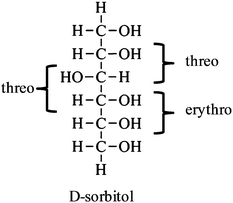 H
H–C–OH
H–C–OH
HO–C–H
threo
threo
H–C–OH
H–C–OH
erythro
H–C–OH
H
D-sorbitol